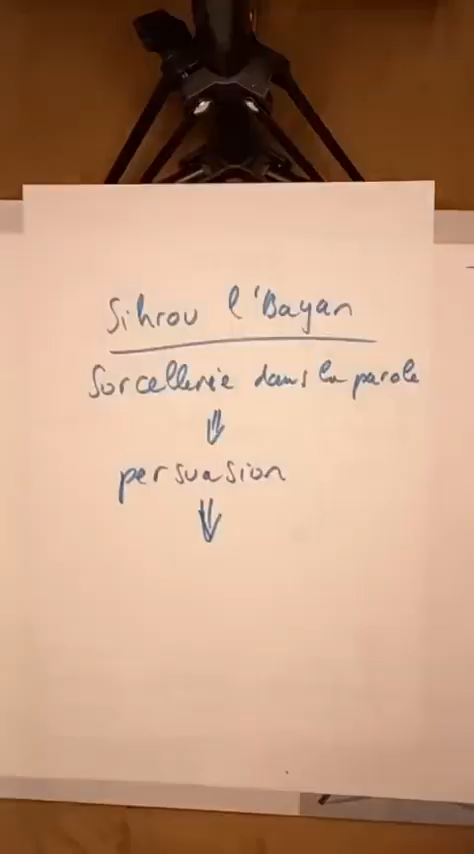 Sihrou l'Bayan
Sorcellerie dans la parole
⇓
persuasion
⇓